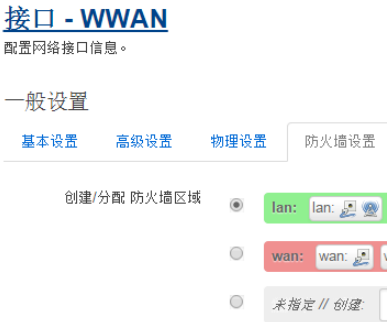 接口 - WWAN
配置网络接口信息。
一般设置
基本设置 高级设置 物理设置 防火墙设置
创建/分配 防火墙区域
lan: lan:
wan: wan:
未指定 // 创建: